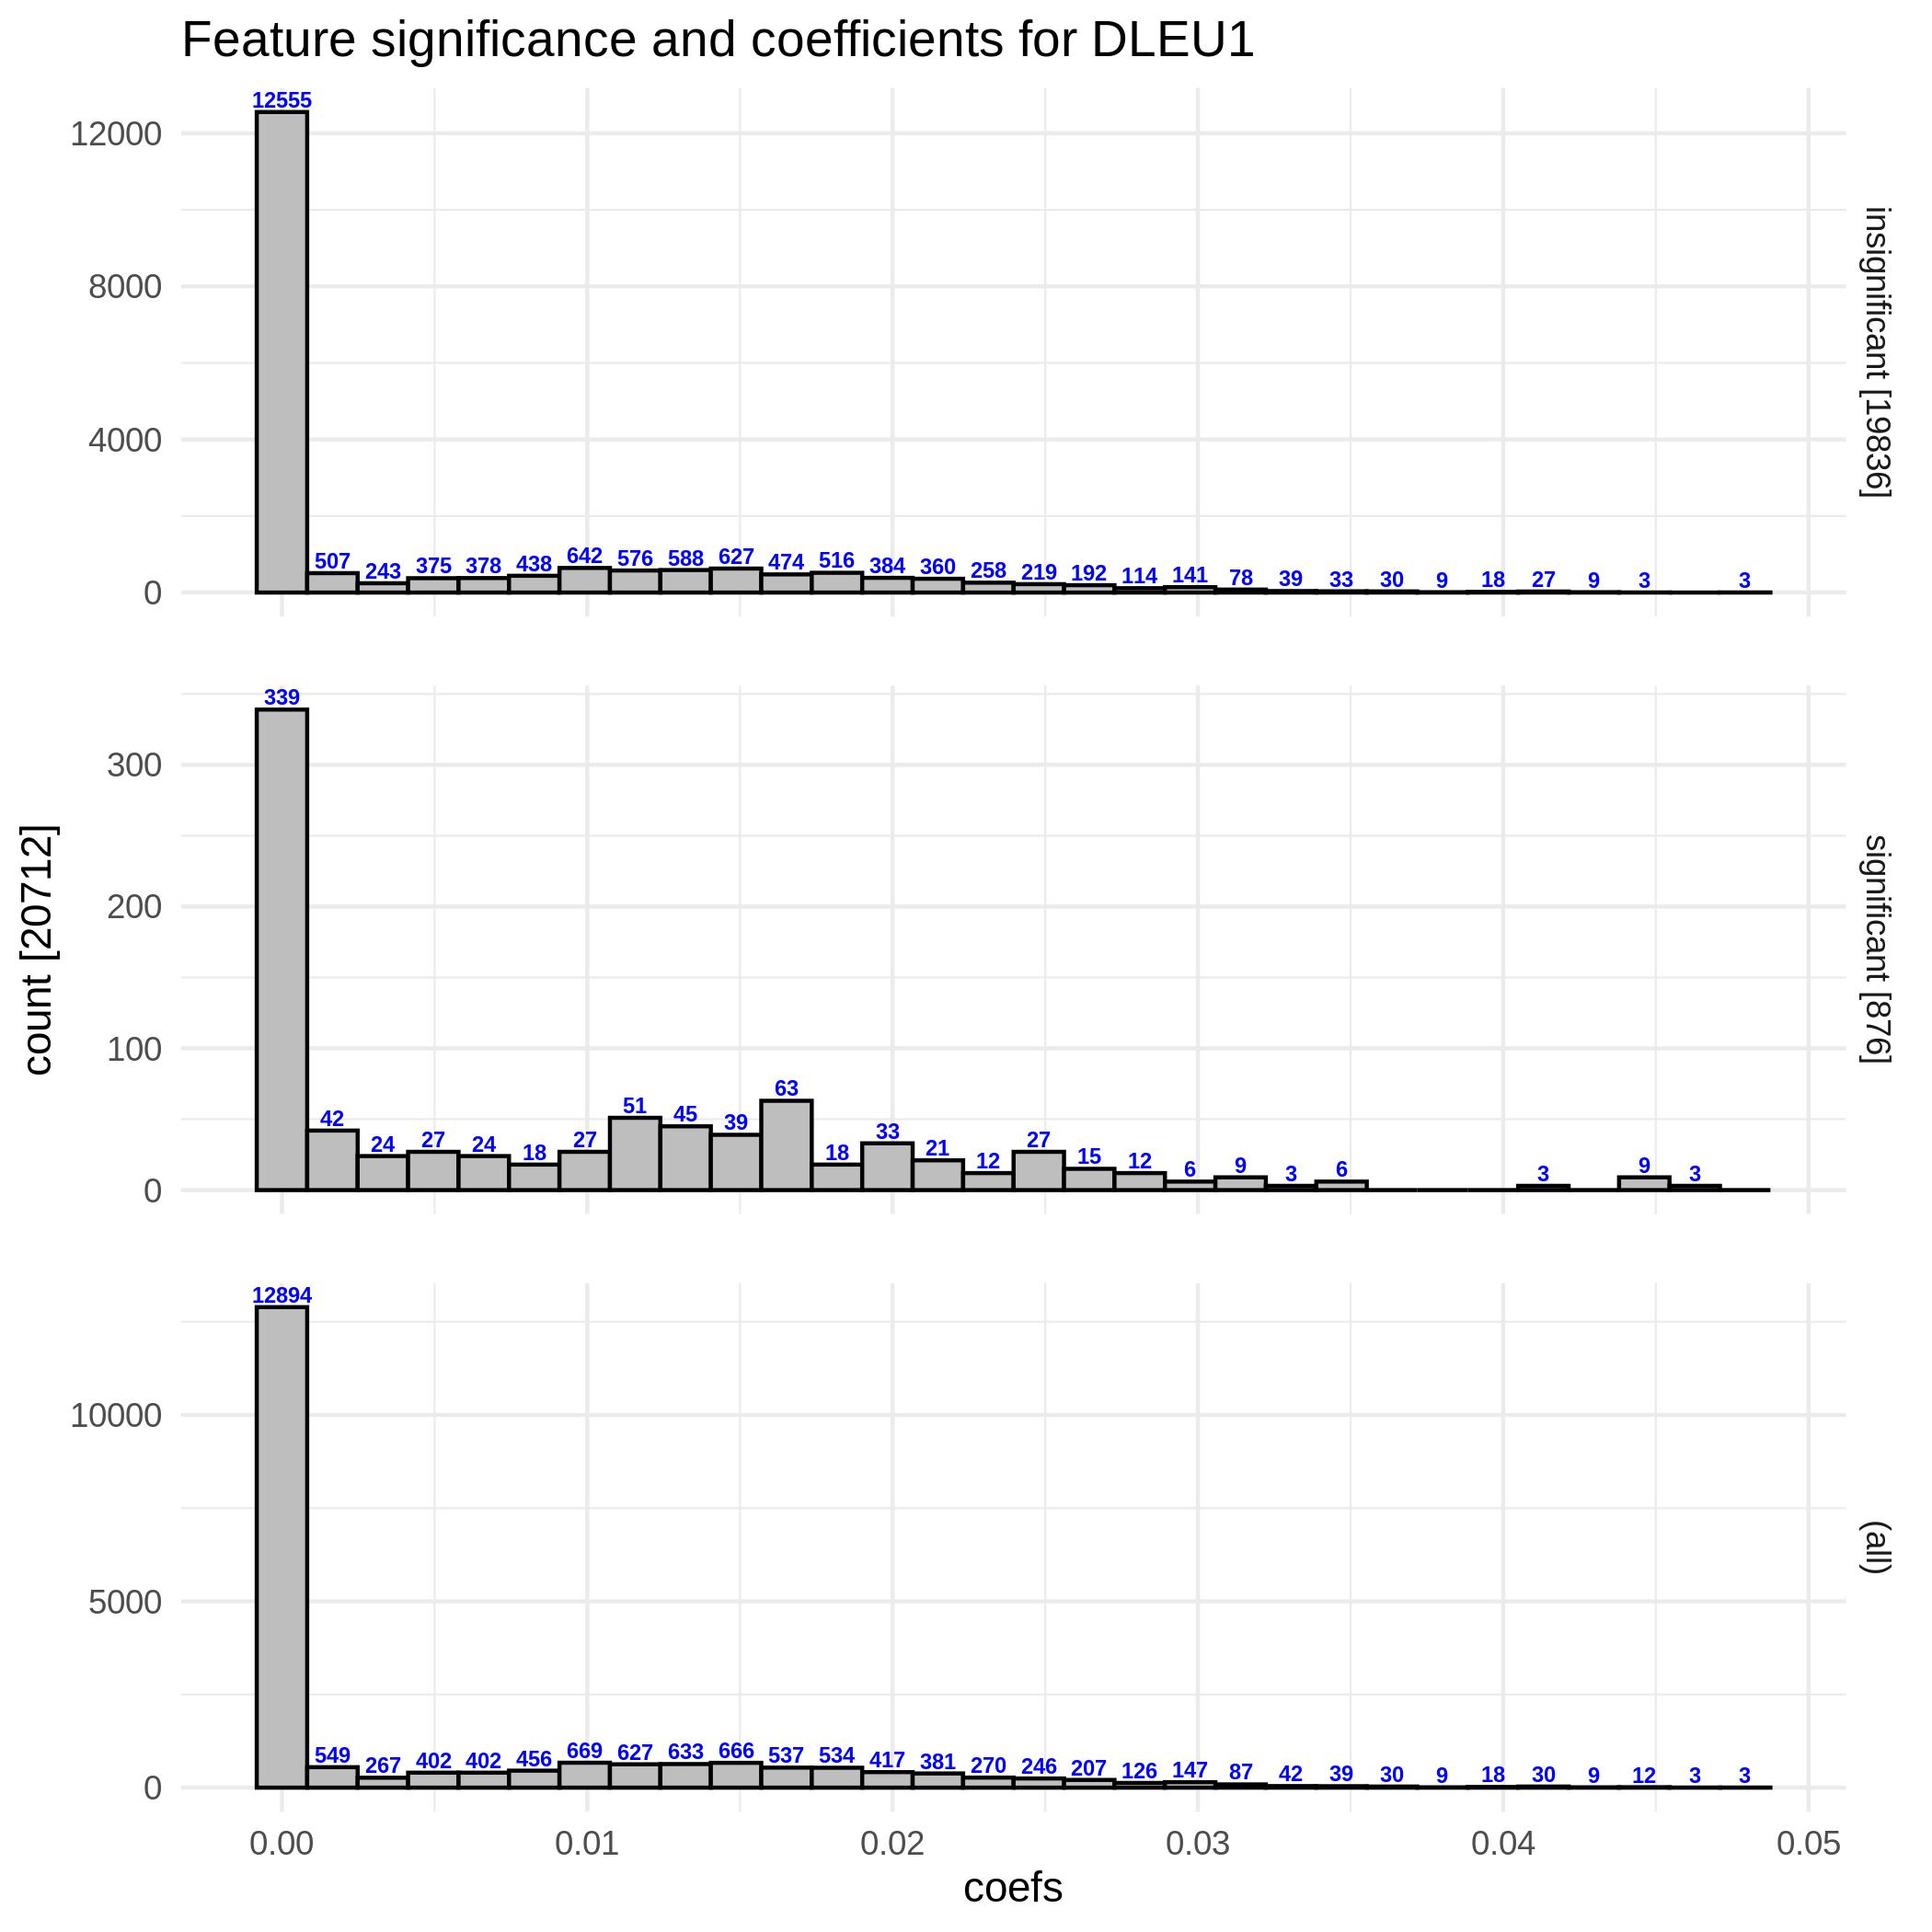 Feature significance and coefficients for DLEU1
12555
12000
8000
4000
0
507 243 375 378 438 642 576 588 627 474 516 384 360 258 219 192 114 141 78 39 33 30 9 18 27 9 3 3
insignificant [19836]
339
300
200
100
0
42 24 27 24 18 27 51 45 39 63 18 33 21 12 27 15 12 6 9 3 6 3 9 3
significant [876]
count [20712]
12894
10000
5000
0
549 267 402 402 456 669 627 633 666 537 534 417 381 270 246 207 126 147 87 42 39 30 9 18 30 9 12 3 3
(all)
0.00 0.01 0.02 0.03 0.04 0.05
coefs